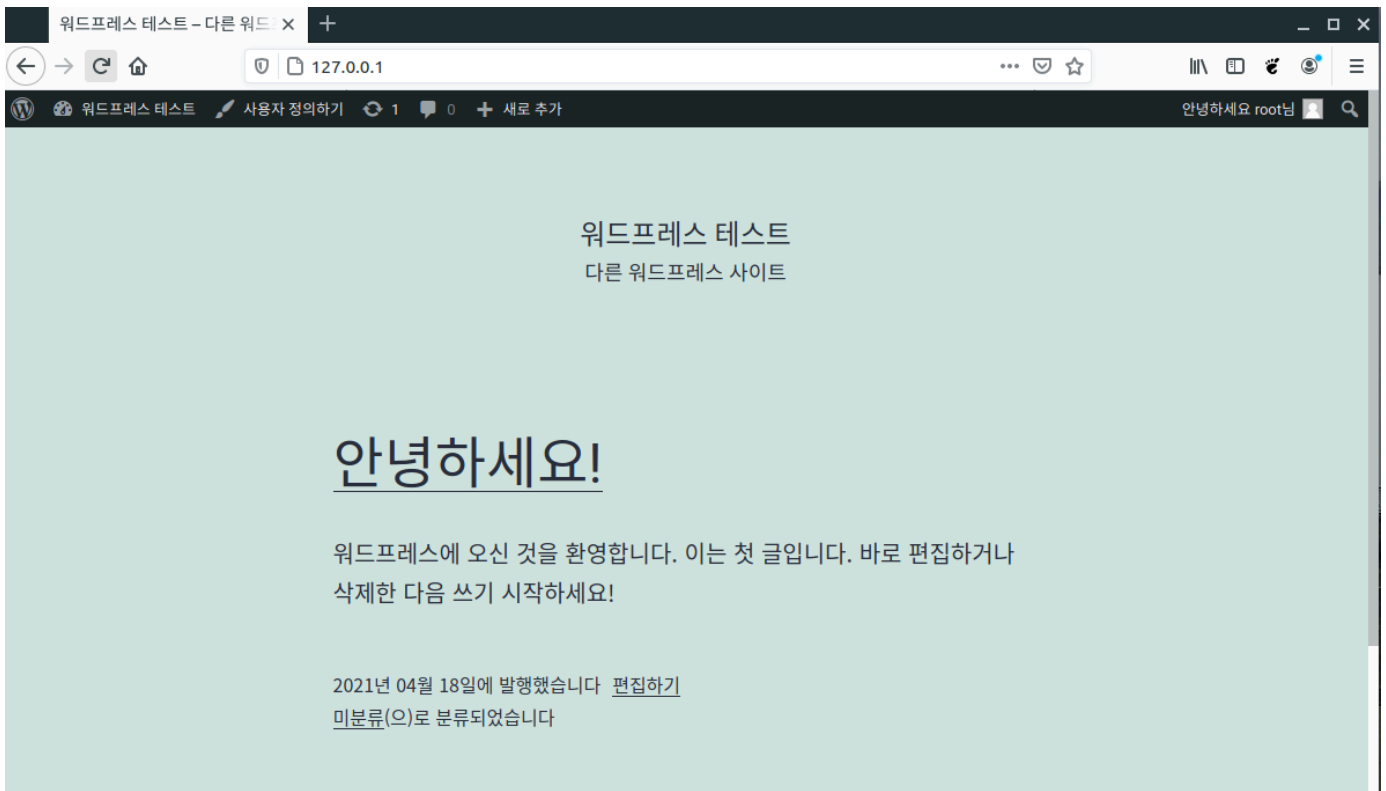 워드프레스 테스트 – 다른 워드
127.0.0.1
워드프레스 테스트 사용자 정의하기 1 0 새로 추가 안녕하세요 root님
워드프레스 테스트
다른 워드프레스 사이트
안녕하세요!
워드프레스에 오신 것을 환영합니다. 이는 첫 글입니다. 바로 편집하거나
삭제한 다음 쓰기 시작하세요!
2021년 04월 18일에 발행했습니다 편집하기
미분류(으)로 분류되었습니다